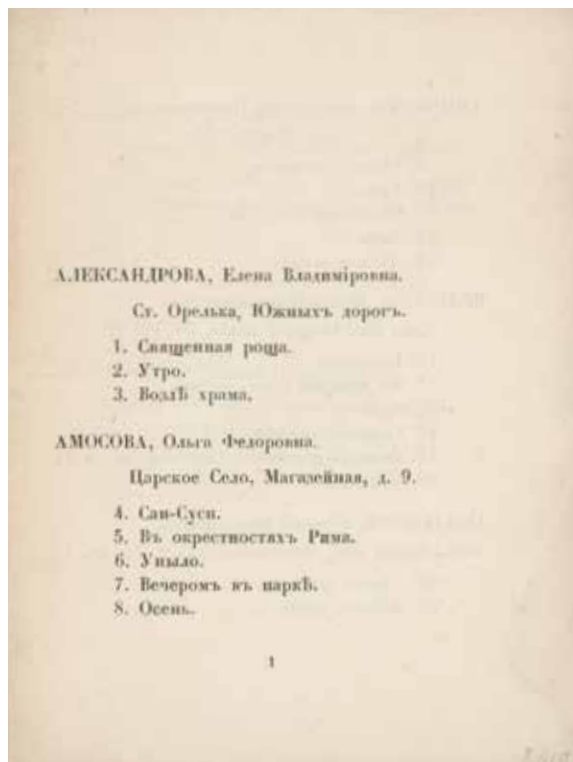 АЛЕКСАНДРОВА, Елена Владиміровна.
Ст. Орелька, Южныхъ дорогъ.
1. Священная роща.
2. Утро.
3. Возлѣ храма.
АМОСОВА, Ольга Федоровна.
Царское Село, Магазейная, д. 9.
4. Сан-Суси.
5. Въ окрестностяхъ Рима.
6. Уныло.
7. Вечеромъ въ паркѣ.
8. Осень.
1